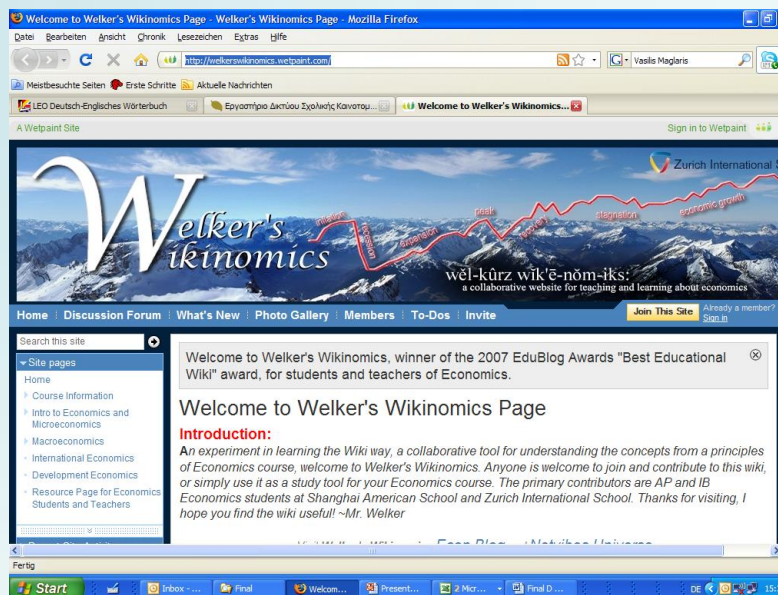 Welcome to Welker's Wikinomics Page - Welker's Wikinomics Page - Mozilla Firefox
Datei Bearbeiten Ansicht Chronik Lesezeichen Extras Hilfe
http://welkerswikinomics.wetpaint.com/
Vasilis Maglaris
Meistbesuchte Seiten Erste Schritte Aktuelle Nachrichten
LEO Deutsch-Englisches Wörterbuch Εργαστήριο Δικτύου Σχολικής Καινοτομ... Welcome to Welker's Wikinomics...
A Wetpaint Site Sign in to Wetpaint
Zurich International
Welker's
Wikinomics
initiation recession expansion peak recovery stagnation economic growth
wĕl-kûrz wĭk'ē-nŏm-ĭks:
a collaborative website for teaching and learning about economics
Home Discussion Forum What's New Photo Gallery Members To-Dos Invite
Join This Site Already a member?
Sign in
Search this site
Site pages
Home
Course Information
Intro to Economics and
Microeconomics
Macroeconomics
International Economics
Development Economics
Resource Page for Economics
Students and Teachers
Welcome to Welker's Wikinomics, winner of the 2007 EduBlog Awards "Best Educational
Wiki" award, for students and teachers of Economics.
Welcome to Welker's Wikinomics Page
Introduction:
An experiment in learning the Wiki way, a collaborative tool for understanding the concepts from a principles
of Economics course, welcome to Welker's Wikinomics. Anyone is welcome to join and contribute to this wiki,
or simply use it as a study tool for your Economics course. The primary contributors are AP and IB
Economics students at Shanghai American School and Zurich International School. Thanks for visiting, I
hope you find the wiki useful! ~Mr. Welker
Econ Blog Netvibes Universe
Fertig
Start Inbox - ... Final Welcom... Present... 2 Micr... Final D ... DE 15: